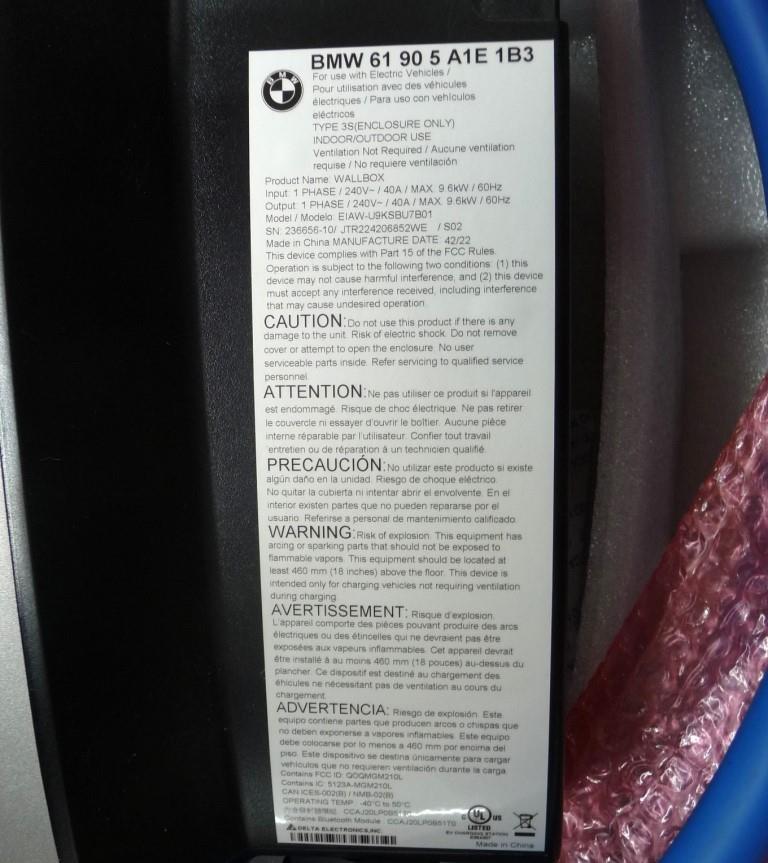 BMW 61 90 5 A1E 1B3
BMW
For use with Electric Vehicles /
Pour utilisation avec des véhicules
électriques / Para uso con vehículos
eléctricos
TYPE 3S(ENCLOSURE ONLY)
INDOOR/OUTDOOR USE
Ventilation Not Required / Aucune ventilation
requise / No requiere ventilación
Product Name: WALLBOX
Input: 1 PHASE / 240V~ / 40A / MAX. 9.6kW / 60Hz
Output: 1 PHASE / 240V~ / 40A / MAX. 9.6kW / 60Hz
Model / Modelo: EIAW-U9KSBU7B01
SN: 236656-10/ JTR224206852WE / S02
Made in China MANUFACTURE DATE: 42/22
This device complies with Part 15 of the FCC Rules.
Operation is subject to the following two conditions: (1) this
device may not cause harmful interference, and (2) this device
must accept any interference received, including interference
that may cause undesired operation.
CAUTION: Do not use this product if there is any
damage to the unit. Risk of electric shock. Do not remove
cover or attempt to open the enclosure. No user
serviceable parts inside. Refer servicing to qualified service
personnel.
ATTENTION: Ne pas utiliser ce produit si l'appareil
est endommagé. Risque de choc électrique. Ne pas retirer
le couvercle ni essayer d'ouvrir le boîtier. Aucune pièce
interne réparable par l'utilisateur. Confier tout travail
entretien ou de réparation à un technicien qualifié.
PRECAUCIÓN: No utilizar este producto si existe
algún daño en la unidad. Riesgo de choque eléctrico.
No quitar la cubierta ni intentar abrir el envolvente. En el
interior existen partes que no pueden repararse por el
usuario. Referirse a personal de mantenimiento calificado.
WARNING: Risk of explosion. This equipment has
arcing or sparking parts that should not be exposed to
flammable vapors. This equipment should be located at
least 460 mm (18 inches) above the floor. This device is
intended only for charging vehicles not requiring ventilation
during charging.
AVERTISSEMENT: Risque d'explosion.
L'appareil comporte des pièces pouvant produire des arcs
électriques ou des étincelles qui ne devraient pas être
exposées aux vapeurs inflammables. Cet appareil devrait
être installé à au moins 460 mm (18 pouces) au-dessus du
plancher. Ce dispositif est destiné au chargement des
éhicules ne nécessitant pas de ventilation au cours du
chargement.
ADVERTENCIA: Riesgo de explosión. Este
equipo contiene partes que producen arcos o chispas que
no deben exponerse a vapores inflamables. Este equipo
debe colocarse por lo menos a 460 mm por encima del
piso. Este dispositivo se destina únicamente para cargar
vehículos que no requieren ventilación durante la carga.
Contains FCC ID: QOQMGM210L
Contains IC: 5123A-MGM210L
CAN ICES-002(B) / NMB-02(B)
OPERATING TEMP: -40°C to 50°C
Contains Bluetooth Module : CCAJ20LP0B51T0
DELTA ELECTRONICS,INC.
UL US
LISTED
EV CHARGING STATION
Made in China